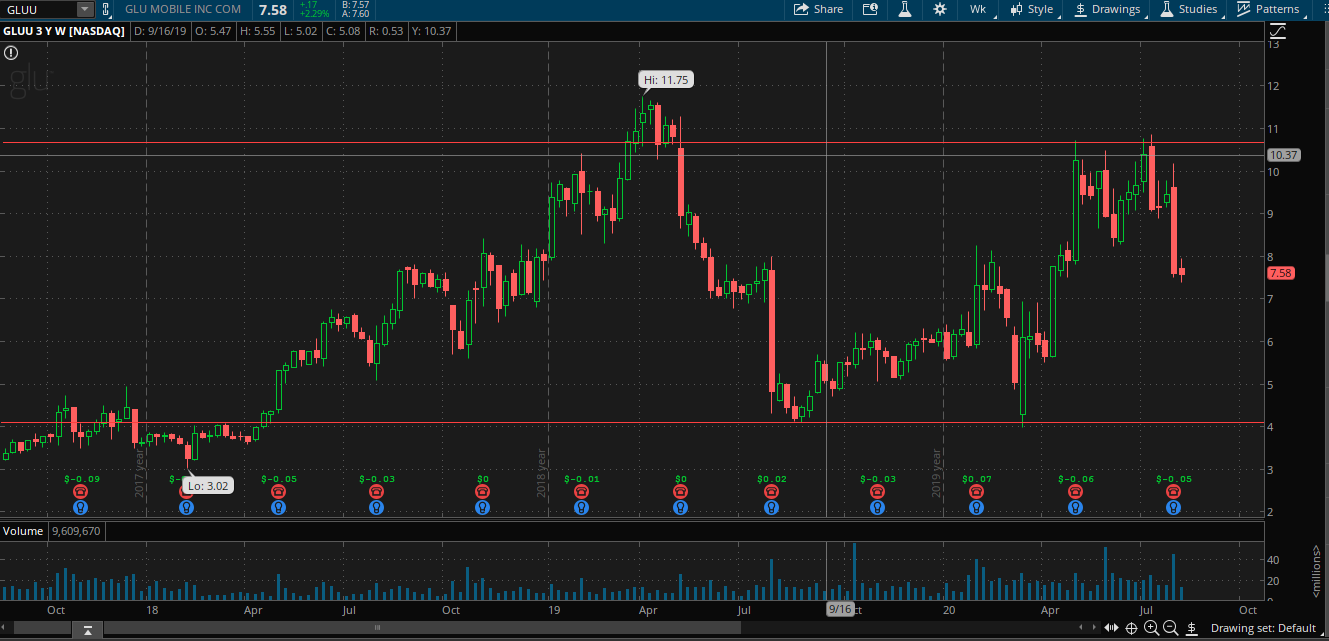 GLUU GLU MOBILE INC COM 7.58 +.17 +2.29% B: 7.57 A: 7.60 Share Wk Style $ Drawings Studies Patterns
GLUU 3 Y W [NASDAQ] D: 9/16/19 O: 5.47 H: 5.55 L: 5.02 C: 5.08 R: 0.53 Y: 10.37
glu
Hi: 11.75
13
12
11
10.37
10
9
8
7.58
7
6
5
4
3
2
2017 year
2018 year
2019 year
Lo: 3.02
$-0.09 $-0.05 $-0.03 $0 $-0.01 $0 $0.02 $-0.03 $0.07 $-0.06 $-0.05
Volume 9,609,670
40
20
<millions>
Oct 18 Apr Jul Oct 19 Apr Jul 9/16 20 Apr Jul Oct
$ Drawing set: Default